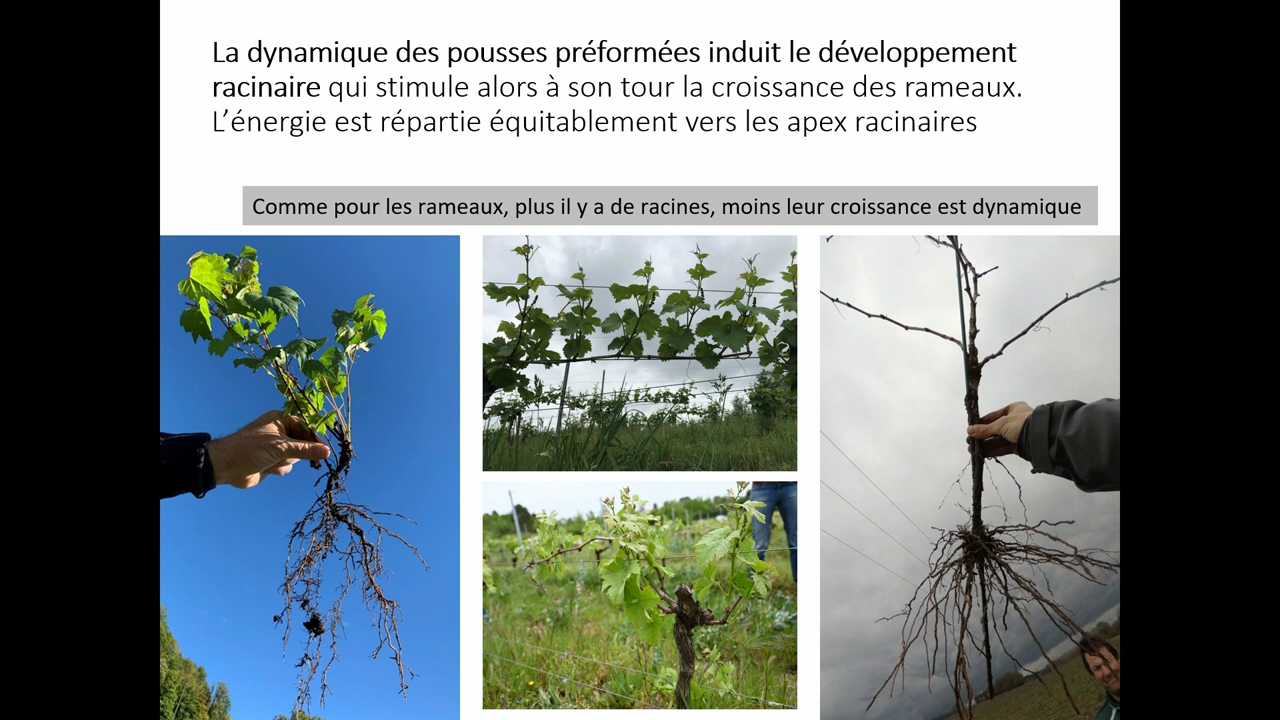 La dynamique des pousses préformées induit le développement
racinaire qui stimule alors à son tour la croissance des rameaux.
L’énergie est répartie équitablement vers les apex racinaires
Comme pour les rameaux, plus il y a de racines, moins leur croissance est dynamique